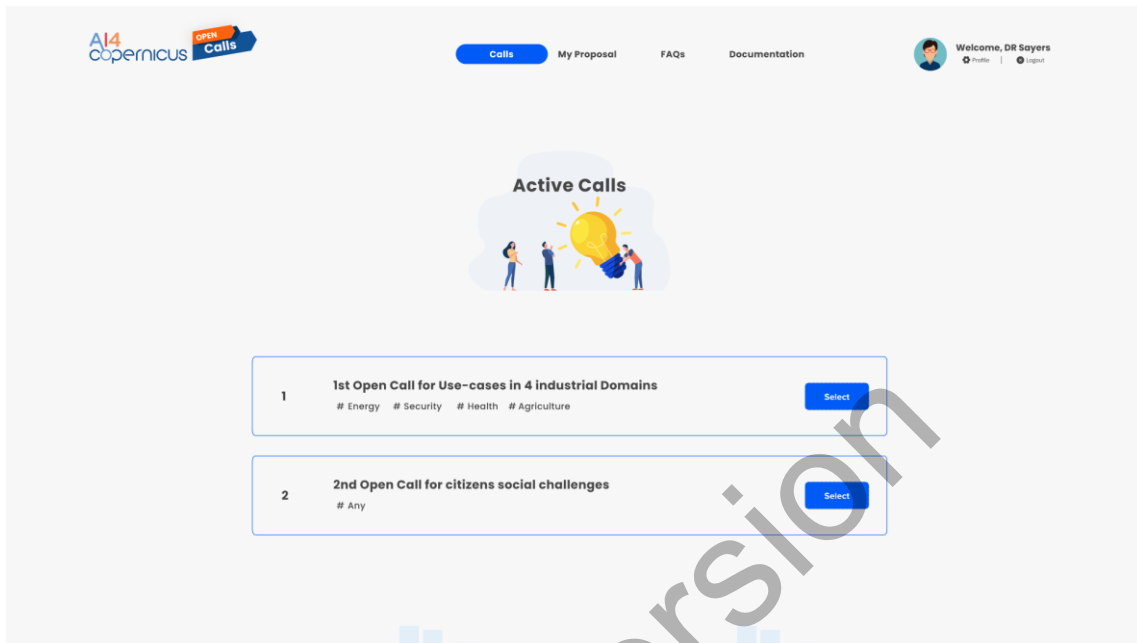 AI4
copernicus
OPEN
Calls
Calls My Proposal FAQs Documentation
Welcome, DR Sayers
Profile | Logout
Active Calls
1
1st Open Call for Use-cases in 4 industrial Domains
# Energy # Security # Health # Agriculture
Select
2
2nd Open Call for citizens social challenges
# Any
Select
ersion